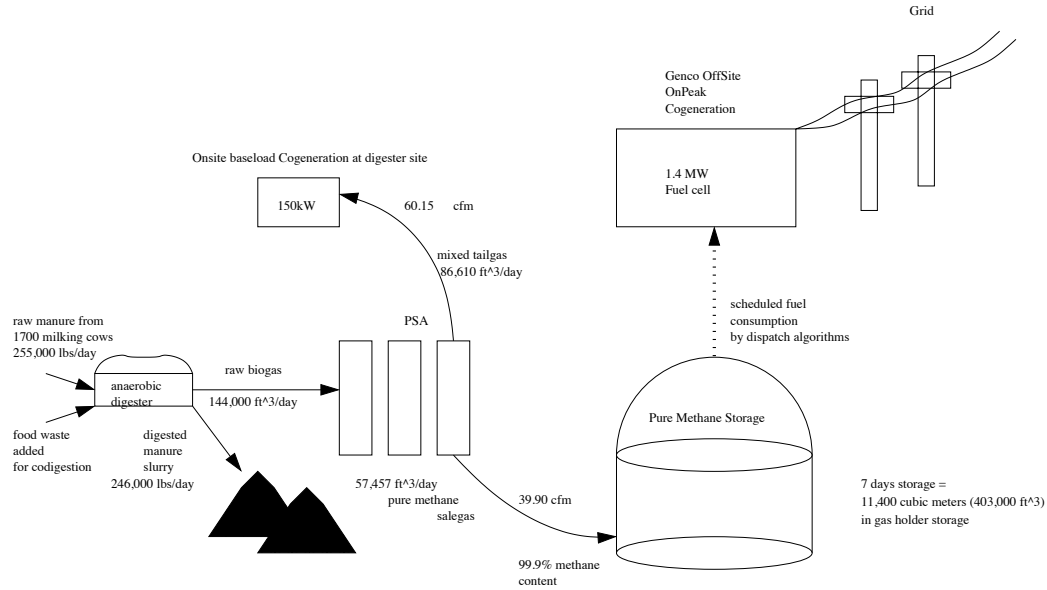 Grid
Genco OffSite
OnPeak
Cogeneration
1.4 MW
Fuel cell
Onsite baseload Cogeneration at digester site
150kW
60.15 cfm
mixed tailgas
86,610 ft^3/day
PSA
raw manure from
1700 milking cows
255,000 lbs/day
anaerobic
digester
raw biogas
144,000 ft^3/day
food waste
added
for codigestion
digested
manure
slurry
246,000 lbs/day
57,457 ft^3/day
pure methane
salegas
39.90 cfm
99.9% methane
content
scheduled fuel
consumption
by dispatch algorithms
Pure Methane Storage
7 days storage =
11,400 cubic meters (403,000 ft^3)
in gas holder storage